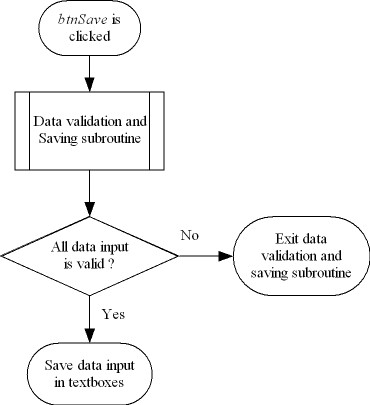 btnSave is
clicked
Data validation and
Saving subroutine
All data input
is valid ?
No
Exit data
validation and
saving subroutine
Yes
Save data input
in textboxes